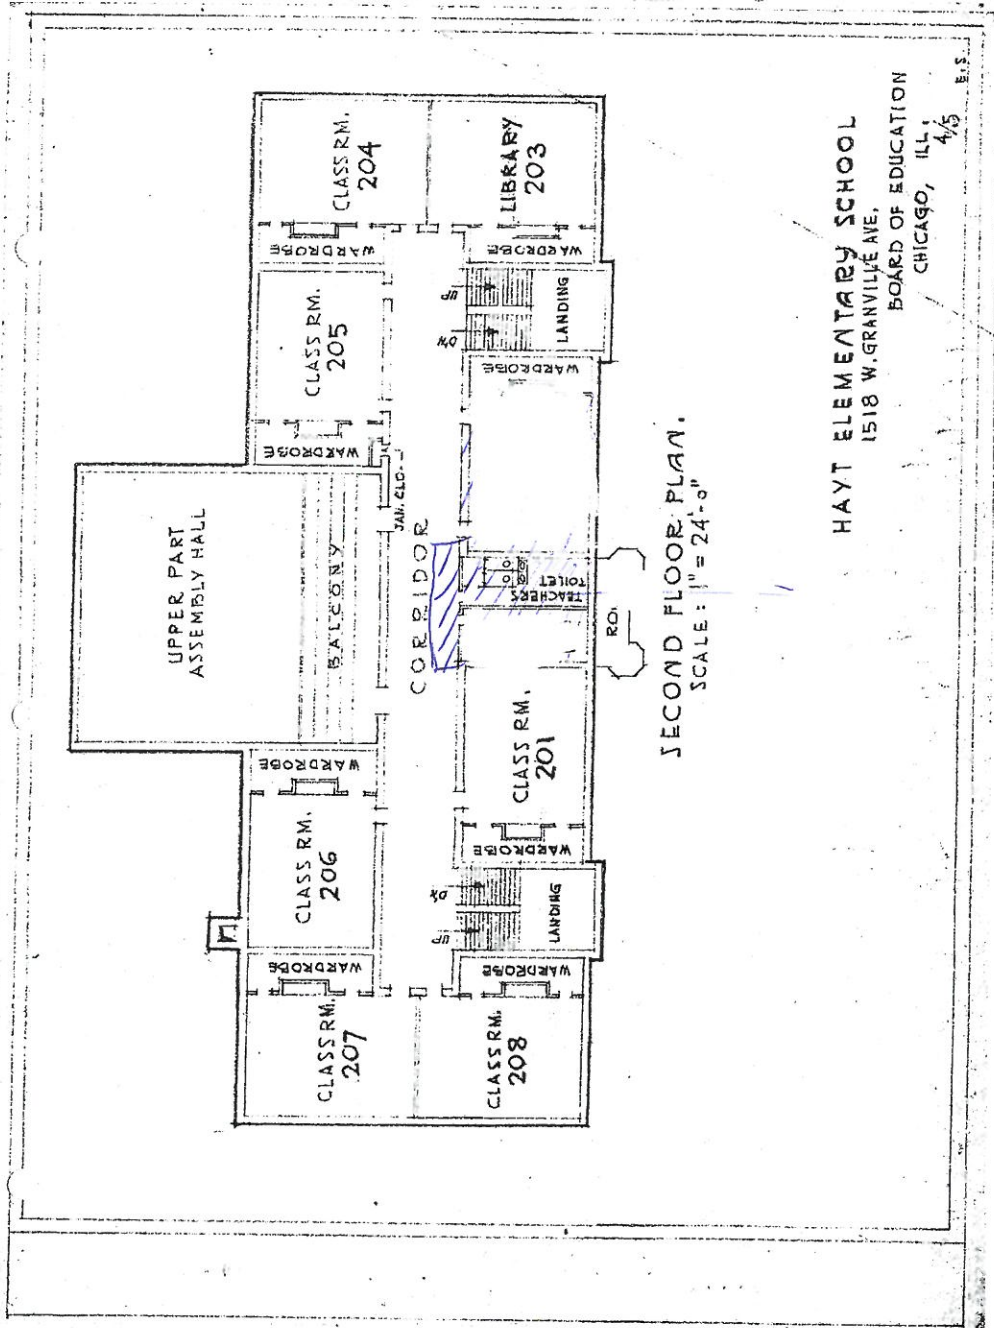 UPPER PART
ASSEMBLY HALL
BALCONY
CLASS RM.
207
WARDROBE
WARDROBE
CLASS RM.
206
WARDROBE
WARDROBE
CLASS RM.
205
WARDROBE
CLASS RM.
204
JAN. CLO.
CORRIDOR
CLASS RM.
208
WARDROBE
UP
D'N
LANDING
WARDROBE
CLASS RM.
201
TEACHERS
TOILET
WARDROBE
D'N
UP
LANDING
WARDROBE
LIBRARY
203
SECOND FLOOR PLAN.
SCALE: 1"=24'-0"
HAYT ELEMENTARY SCHOOL
1518 W. GRANVILLE AVE.
BOARD OF EDUCATION
CHICAGO, ILL.
4/5
E.S.